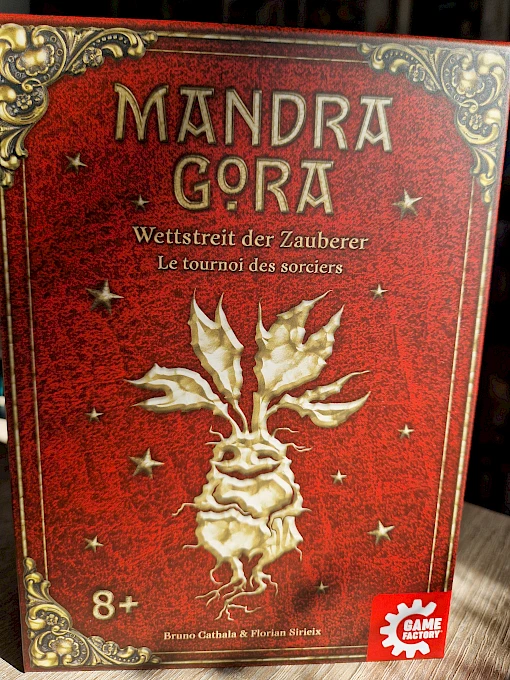 MANDRA
GORA
Wettstreit der Zauberer
Le tournoi des sorciers
8+
Bruno Cathala & Florian Sirieix
GAME
FACTORY